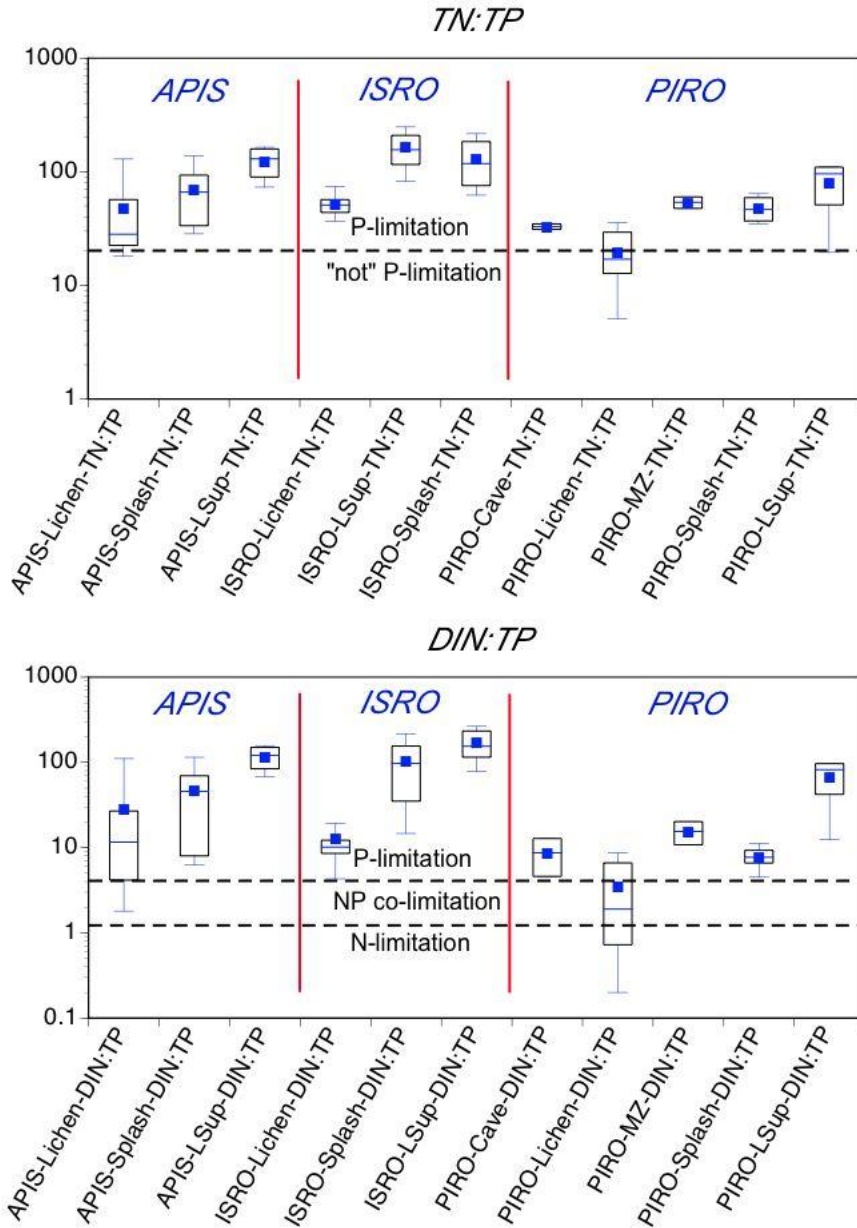 TN:TP
1000
APIS ISRO PIRO
100
P-limitation
"not" P-limitation
10
1
APIS-Lichen-TN:TP
APIS-Splash-TN:TP
APIS-LSup-TN:TP
ISRO-Lichen-TN:TP
ISRO-LSup-TN:TP
ISRO-Splash-TN:TP
PIRO-Cave-TN:TP
PIRO-Lichen-TN:TP
PIRO-MZ-TN:TP
PIRO-Splash-TN:TP
PIRO-LSup-TN:TP
DIN:TP
1000
APIS ISRO PIRO
100
10
P-limitation
NP co-limitation
1
N-limitation
0.1
APIS-Lichen-DIN:TP
APIS-Splash-DIN:TP
APIS-LSup-DIN:TP
ISRO-Lichen-DIN:TP
ISRO-Splash-DIN:TP
ISRO-LSup-DIN:TP
PIRO-Cave-DIN:TP
PIRO-Lichen-DIN:TP
PIRO-MZ-DIN:TP
PIRO-Splash-DIN:TP
PIRO-LSup-DIN:TP